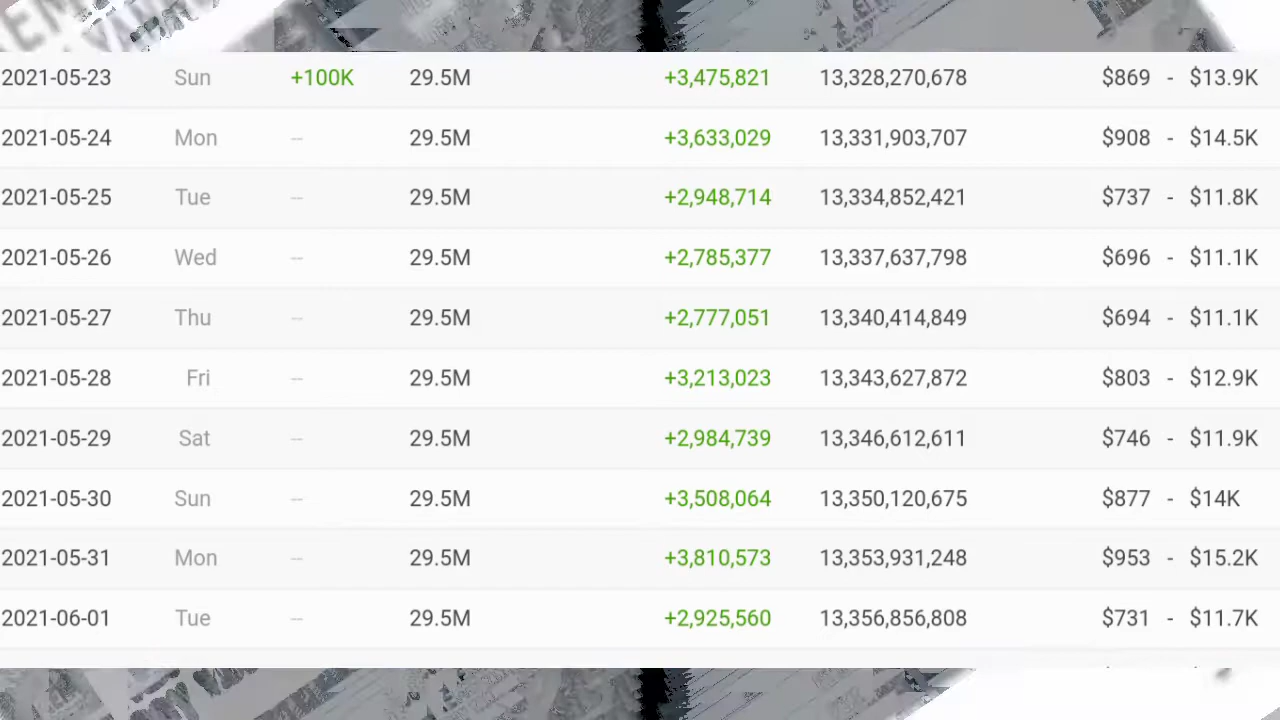 2021-05-23 Sun +100K 29.5M +3,475,821 13,328,270,678 $869 - $13.9K
2021-05-24 Mon -- 29.5M +3,633,029 13,331,903,707 $908 - $14.5K
2021-05-25 Tue -- 29.5M +2,948,714 13,334,852,421 $737 - $11.8K
2021-05-26 Wed -- 29.5M +2,785,377 13,337,637,798 $696 - $11.1K
2021-05-27 Thu -- 29.5M +2,777,051 13,340,414,849 $694 - $11.1K
2021-05-28 Fri -- 29.5M +3,213,023 13,343,627,872 $803 - $12.9K
2021-05-29 Sat -- 29.5M +2,984,739 13,346,612,611 $746 - $11.9K
2021-05-30 Sun -- 29.5M +3,508,064 13,350,120,675 $877 - $14K
2021-05-31 Mon -- 29.5M +3,810,573 13,353,931,248 $953 - $15.2K
2021-06-01 Tue -- 29.5M +2,925,560 13,356,856,808 $731 - $11.7K